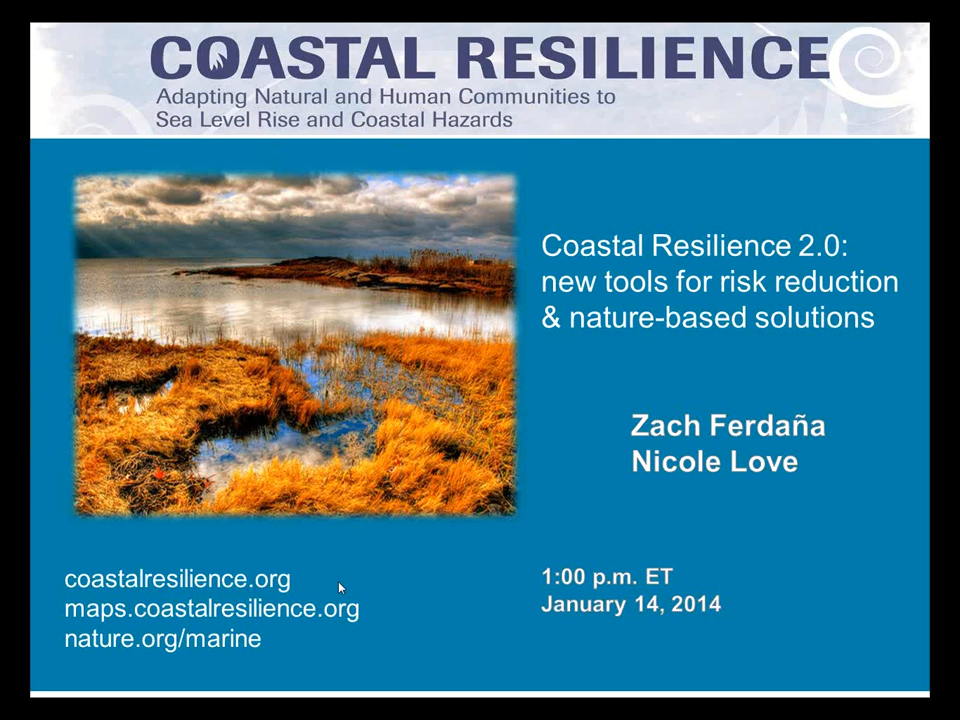 COASTAL RESILIENCE
Adapting Natural and Human Communities to
Sea Level Rise and Coastal Hazards
Coastal Resilience 2.0:
new tools for risk reduction
& nature-based solutions
Zach Ferdaña
Nicole Love
coastalresilience.org
maps.coastalresilience.org
nature.org/marine
1:00 p.m. ET
January 14, 2014